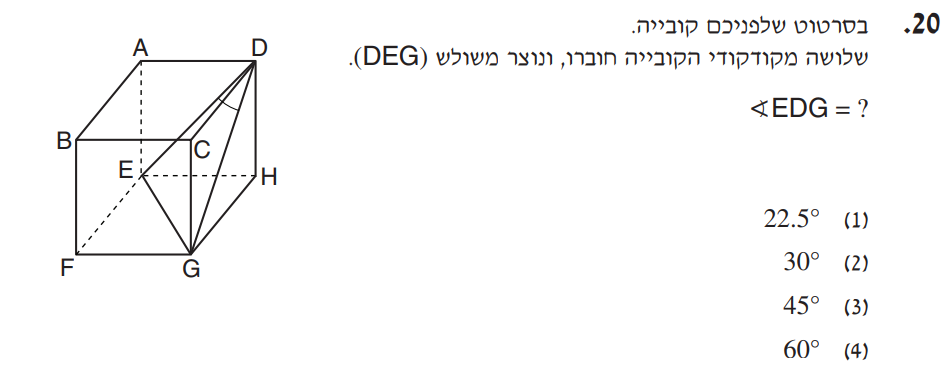 20. בסרטוט שלפניכם קובייה.
שלושה מקודקודי הקובייה חוברו, ונוצר משולש (DEG).
∢EDG = ?
(1) 22.5°
(2) 30°
(3) 45°
(4) 60°
A D
B C
E H
F G